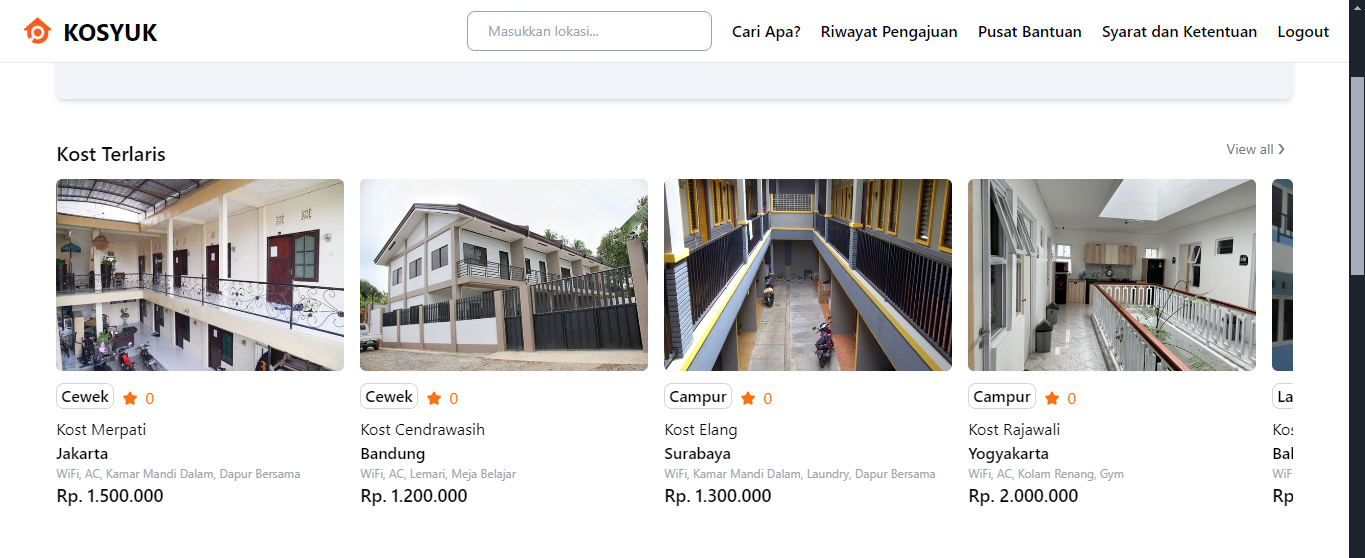 KOSYUK
Masukkan lokasi...
Cari Apa?
Riwayat Pengajuan
Pusat Bantuan
Syarat dan Ketentuan
Logout
Kost Terlaris
View all
Cewek
0
Kost Merpati
Jakarta
WiFi, AC, Kamar Mandi Dalam, Dapur Bersama
Rp. 1.500.000
Cewek
0
Kost Cendrawasih
Bandung
WiFi, AC, Lemari, Meja Belajar
Rp. 1.200.000
Campur
0
Kost Elang
Surabaya
WiFi, Kamar Mandi Dalam, Laundry, Dapur Bersama
Rp. 1.300.000
Campur
0
Kost Rajawali
Yogyakarta
WiFi, AC, Kolam Renang, Gym
Rp. 2.000.000
La
Kos
Bal
WiF
Rp